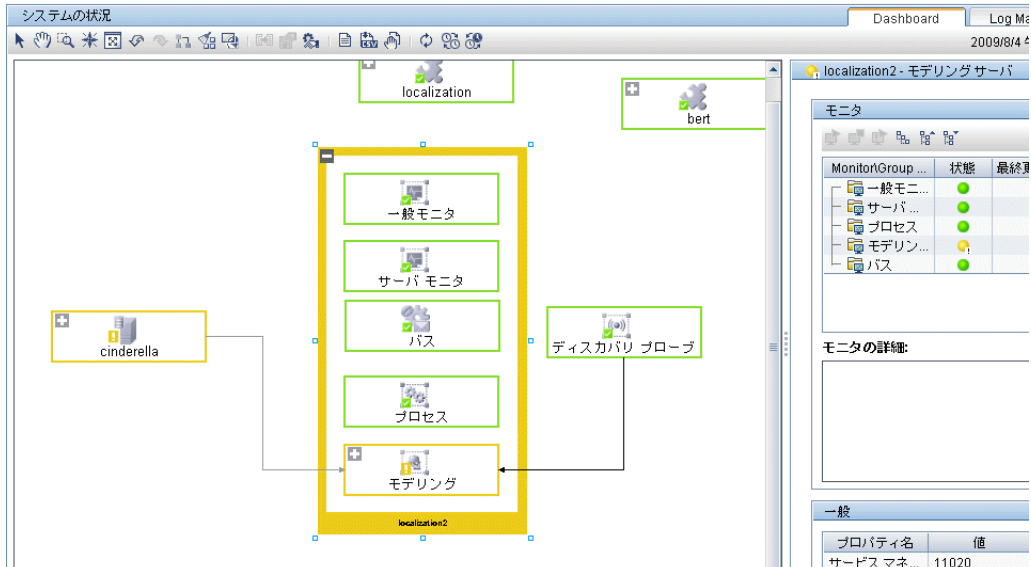 システムの状況
Dashboard
Log Ma
2009/8/4
localization
bert
一般モニタ
サーバ モニタ
バス
プロセス
モデリング
localization2
cinderella
ディスカバリ プローブ
localization2 - モデリング サーバ
モニタ
Monitor\Group ... 状態 最終更
一般モニ...
サーバ ...
プロセス
モデリン...
バス
モニタの詳細:
一般
プロパティ名 値
サービス マネ... 11020